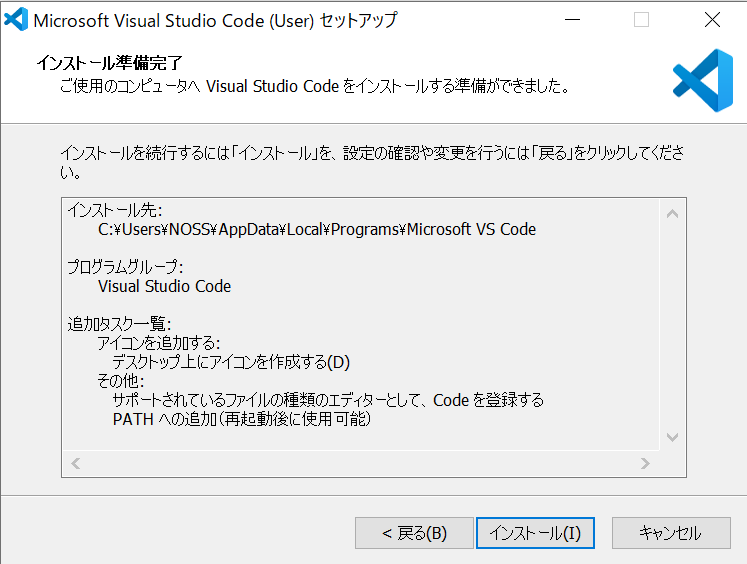 Microsoft Visual Studio Code (User) セットアップ
インストール準備完了
ご使用のコンピュータへ Visual Studio Code をインストールする準備ができました。
インストールを続行するには「インストール」を、設定の確認や変更を行うには「戻る」をクリックしてくださ
い。
インストール先:
C:¥Users¥NOSS¥AppData¥Local¥Programs¥Microsoft VS Code
プログラムグループ:
Visual Studio Code
追加タスク一覧:
アイコンを追加する:
デスクトップ上にアイコンを作成する(D)
その他:
サポートされているファイルの種類のエディターとして、Code を登録する
PATH への追加（再起動後に使用可能）
< 戻る(B)
インストール(I)
キャンセル